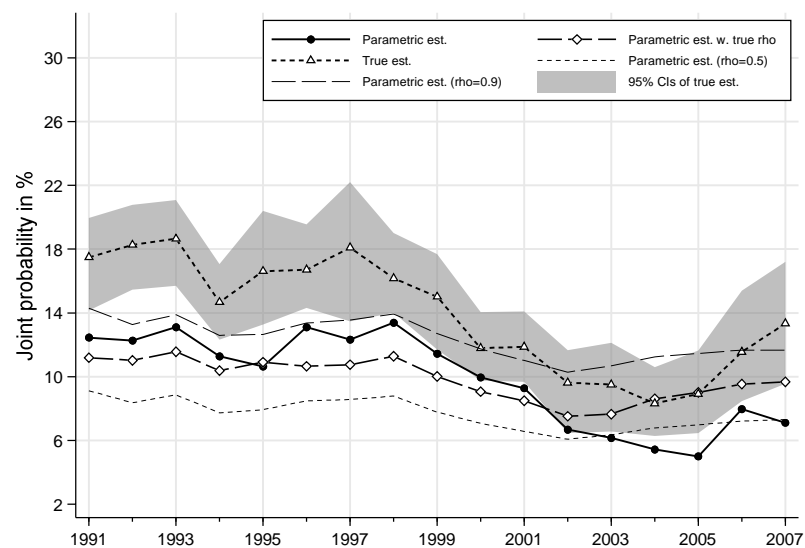 Parametric est.
Parametric est. w. true rho
True est.
Parametric est. (rho=0.5)
Parametric est. (rho=0.9)
95% CIs of true est.
Joint probability in %
30
26
22
18
14
10
6
2
1991 1993 1995 1997 1999 2001 2003 2005 2007